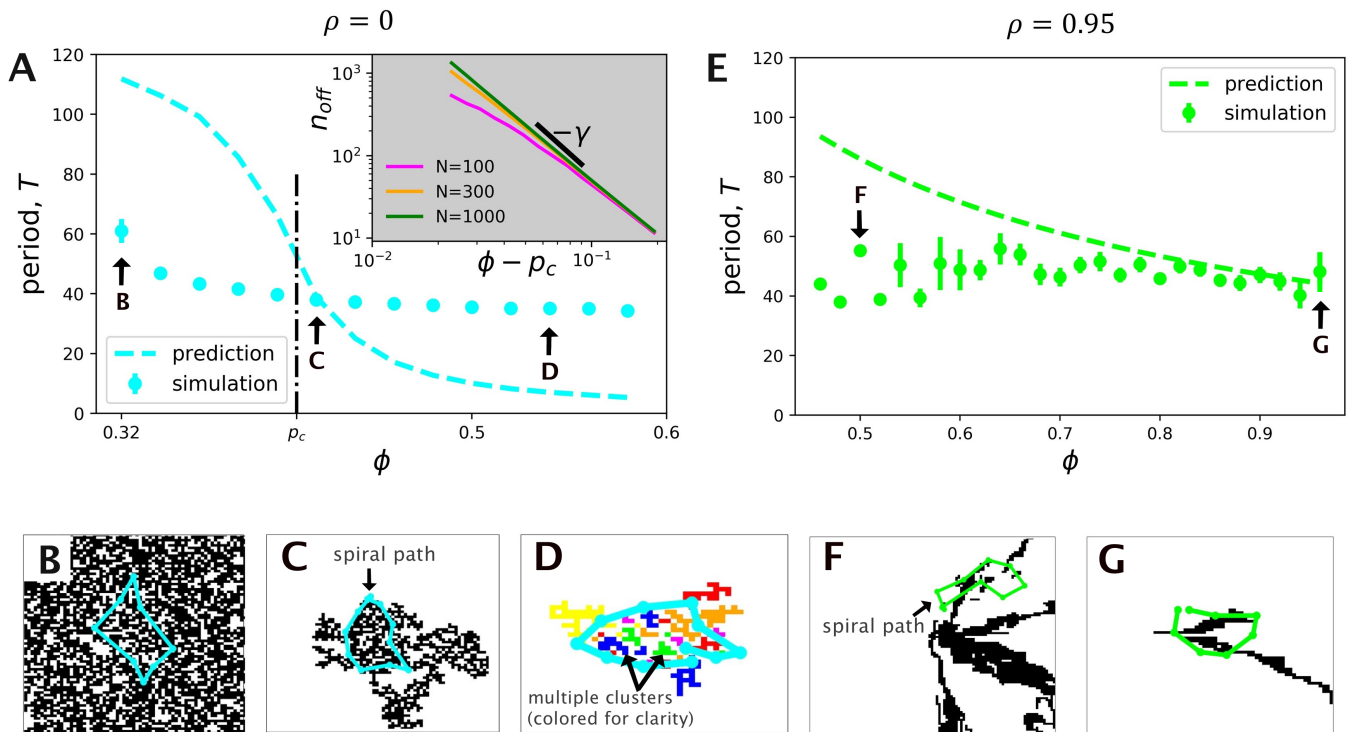 ρ = 0
A
120
100
80
60
40
20
0
period, T
0.32
p_c
0.5
0.6
ϕ
B
C
D
prediction
simulation
n_off
10³
10²
10¹
10⁻²
10⁻¹
ϕ − p_c
−γ
N=100
N=300
N=1000
ρ = 0.95
E
120
100
80
60
40
20
0
period, T
0.5
0.6
0.7
0.8
0.9
ϕ
prediction
simulation
F
G
B
C
spiral path
D
multiple clusters
(colored for clarity)
F
spiral path
G